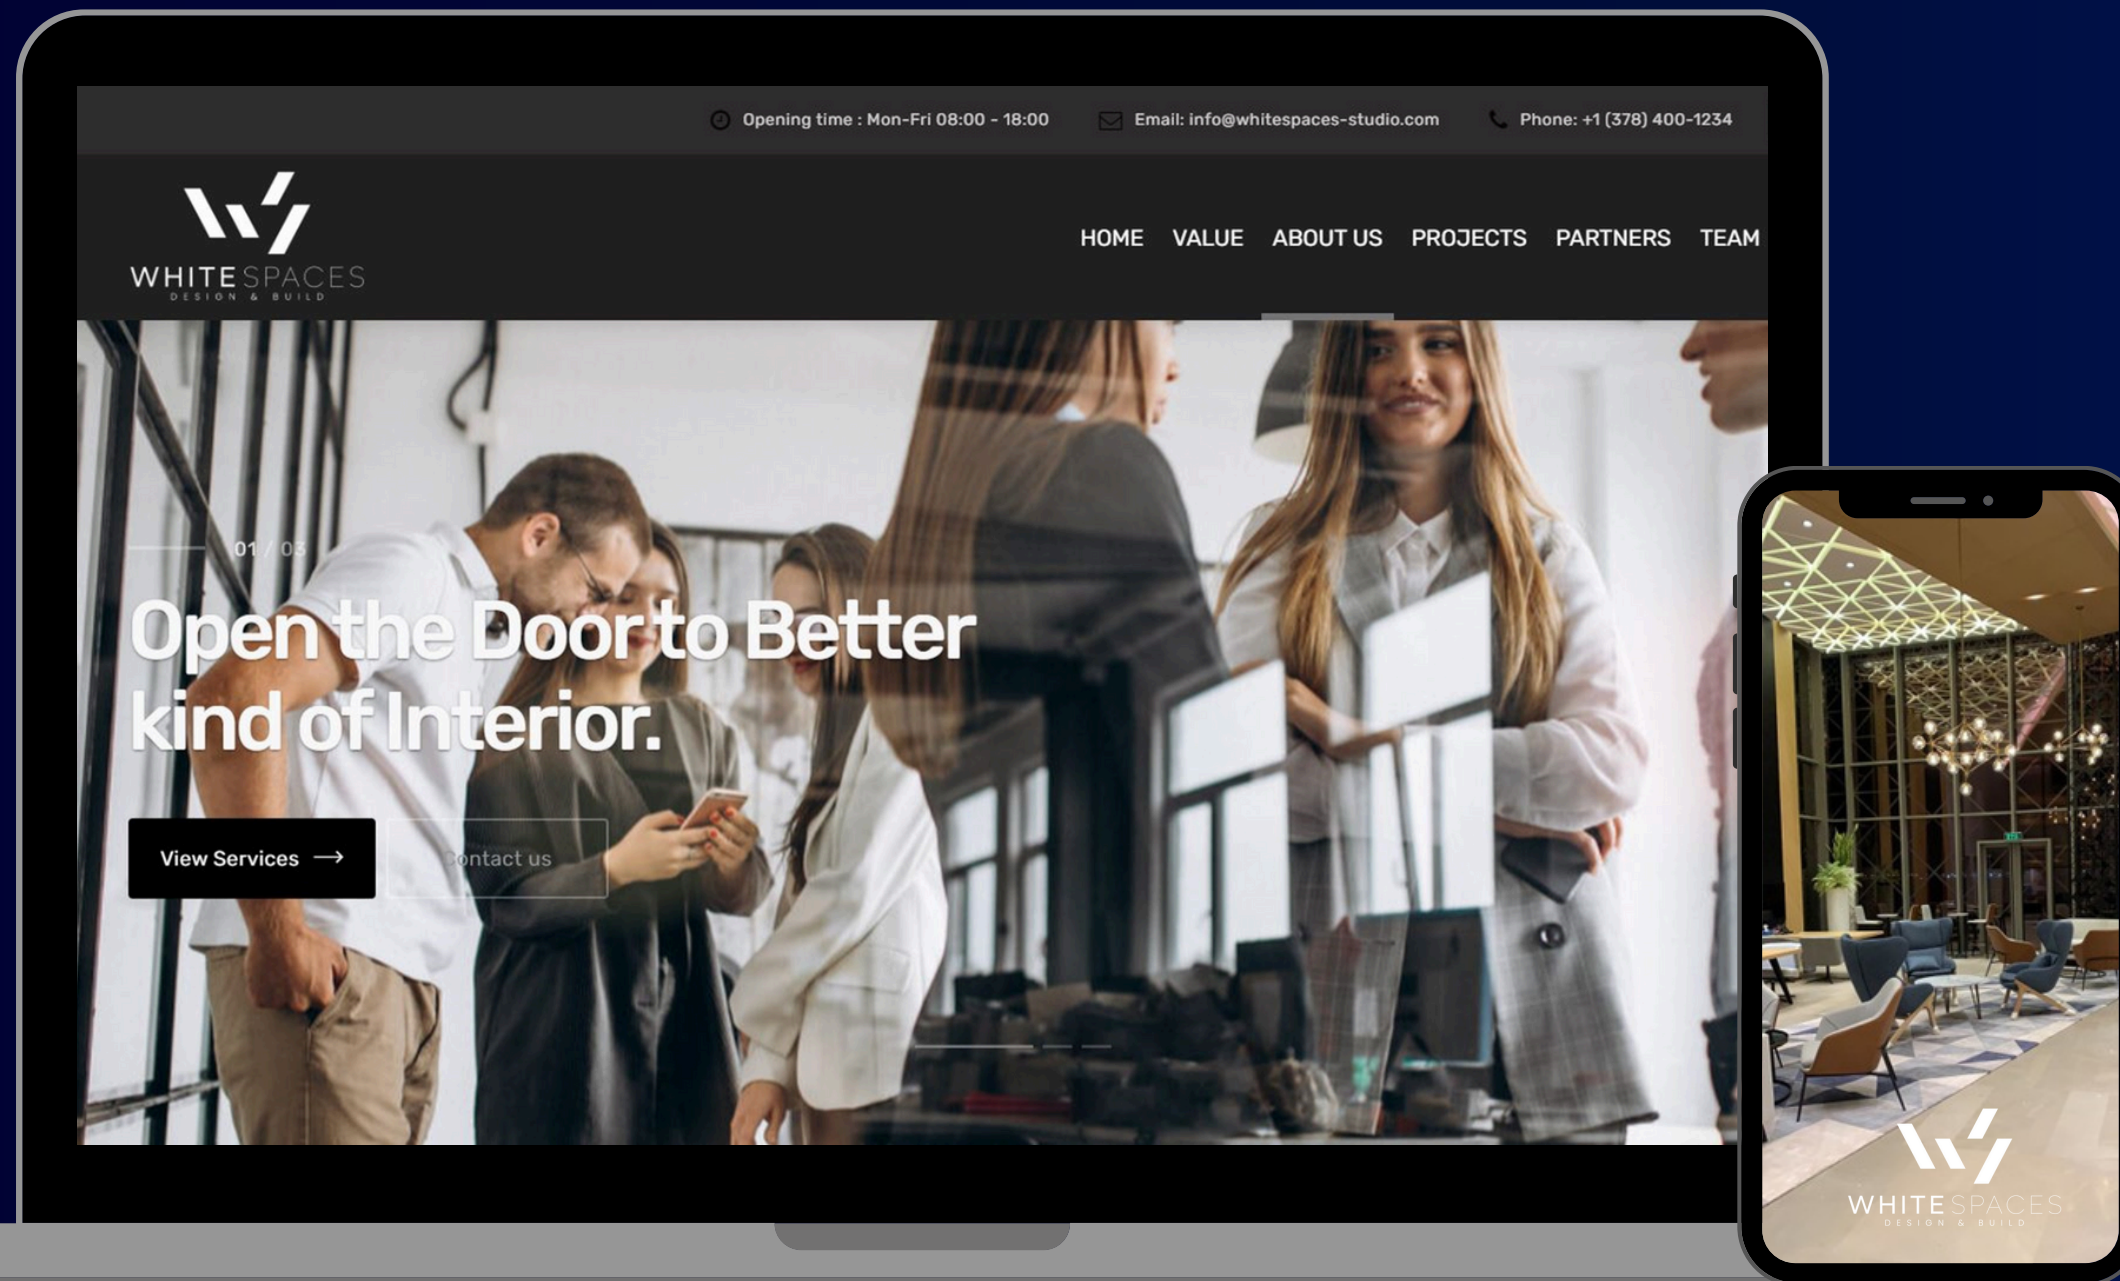 Opening time : Mon-Fri 08:00 - 18:00 Email: info@whitespaces-studio.com Phone: +1 (378) 400-1234
WHITESPACES
DESIGN & BUILD
HOME VALUE ABOUT US PROJECTS PARTNERS TEAM
01 / 03
Open the Door to Better
kind of Interior.
View Services → Contact us
WHITESPACES
DESIGN & BUILD